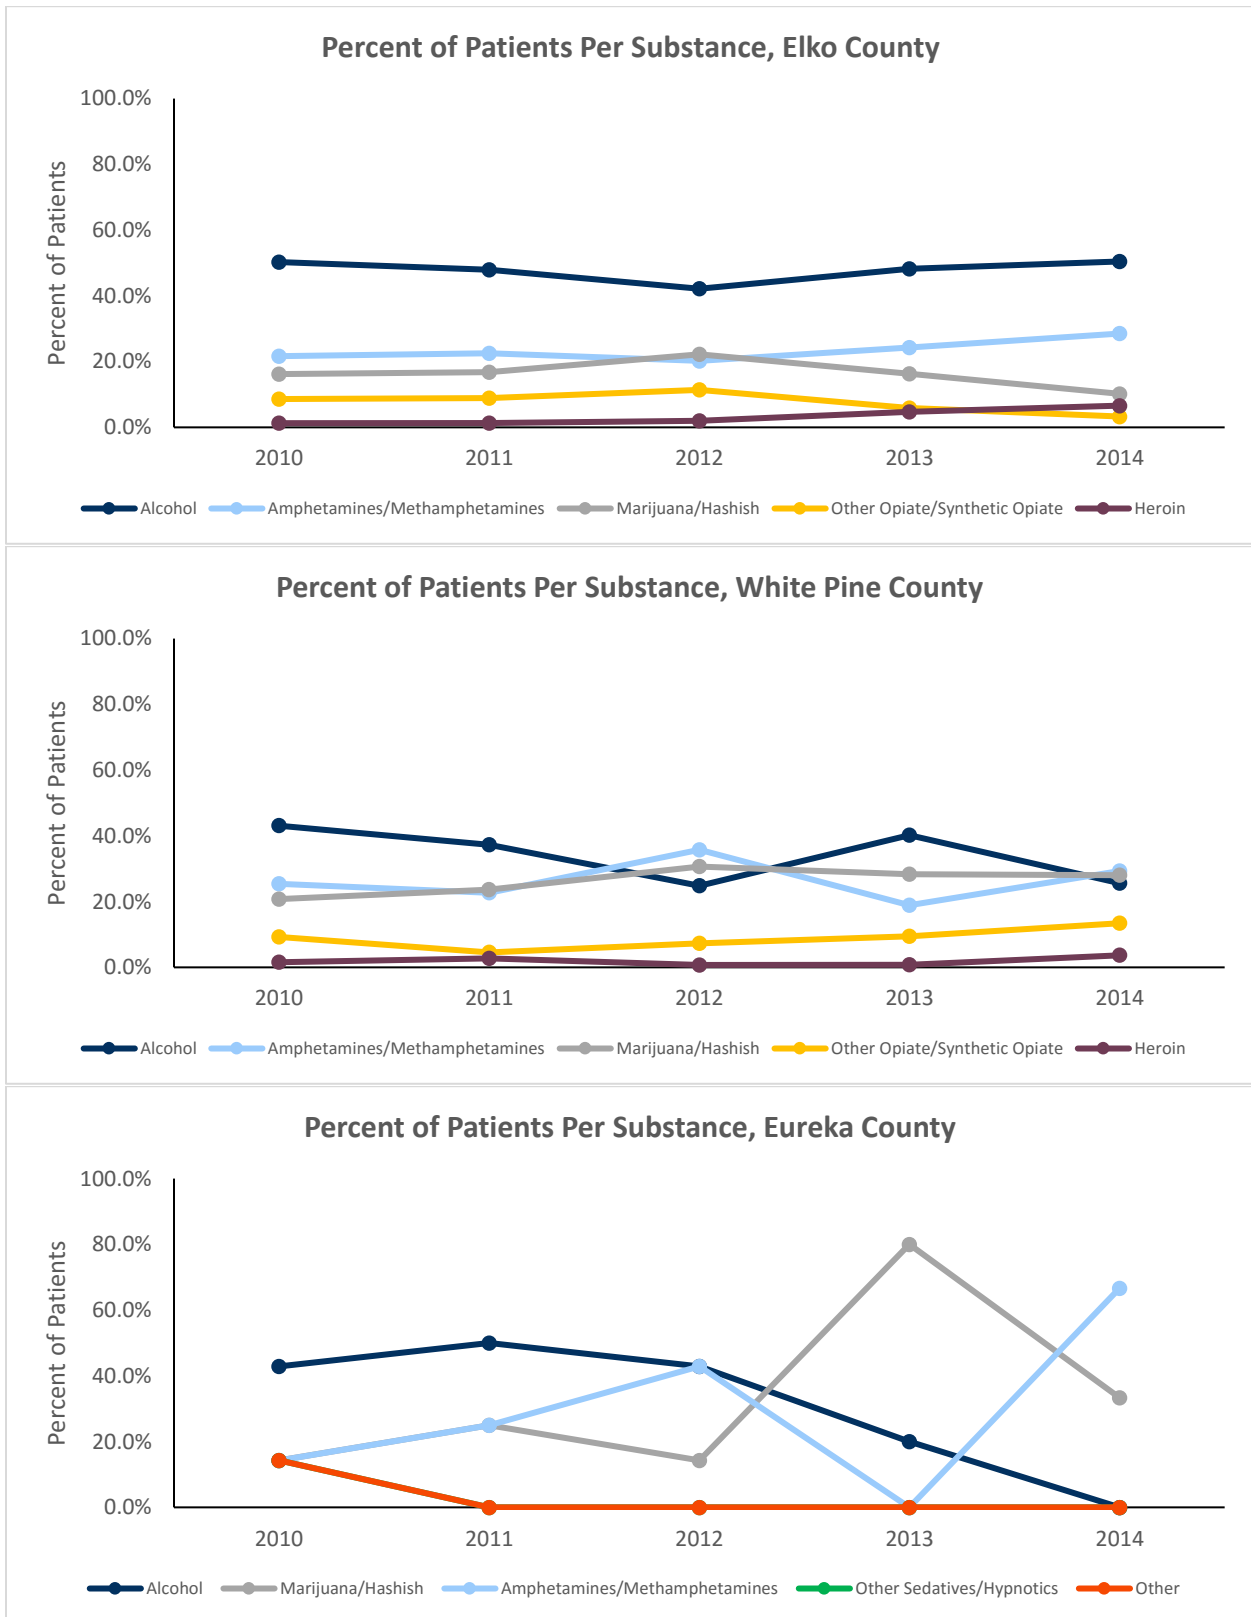 Percent of Patients Per Substance, Elko County
100.0%
80.0%
60.0%
40.0%
20.0%
0.0%
Percent of Patients
2010 2011 2012 2013 2014
Alcohol Amphetamines/Methamphetamines Marijuana/Hashish Other Opiate/Synthetic Opiate Heroin
Percent of Patients Per Substance, White Pine County
100.0%
80.0%
60.0%
40.0%
20.0%
0.0%
Percent of Patients
2010 2011 2012 2013 2014
Alcohol Amphetamines/Methamphetamines Marijuana/Hashish Other Opiate/Synthetic Opiate Heroin
Percent of Patients Per Substance, Eureka County
100.0%
80.0%
60.0%
40.0%
20.0%
0.0%
Percent of Patients
2010 2011 2012 2013 2014
Alcohol Marijuana/Hashish Amphetamines/Methamphetamines Other Sedatives/Hypnotics Other